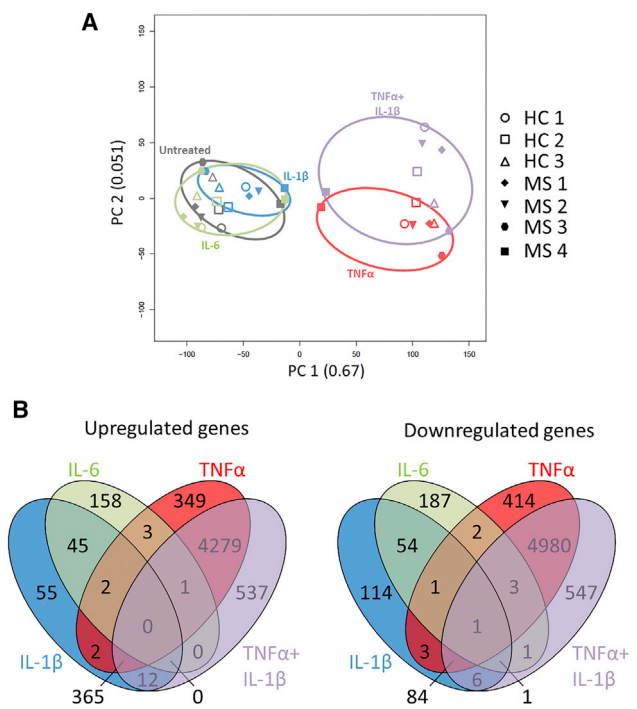 A
150
100
50
0
-50
-100
PC 2 (0.051)
-100
-50
0
50
100
150
PC 1 (0.67)
Untreated
IL-1β
IL-6
TNFα+
IL-1β
TNFα
HC 1
HC 2
HC 3
MS 1
MS 2
MS 3
MS 4
B
Upregulated genes
IL-6
TNFα
158
349
3
45
4279
55
2
1
537
0
2
0
IL-1β
12
TNFα+
IL-1β
365
0
Downregulated genes
IL-6
TNFα
187
414
2
54
4980
114
1
3
547
1
3
1
IL-1β
6
TNFα+
IL-1β
84
1